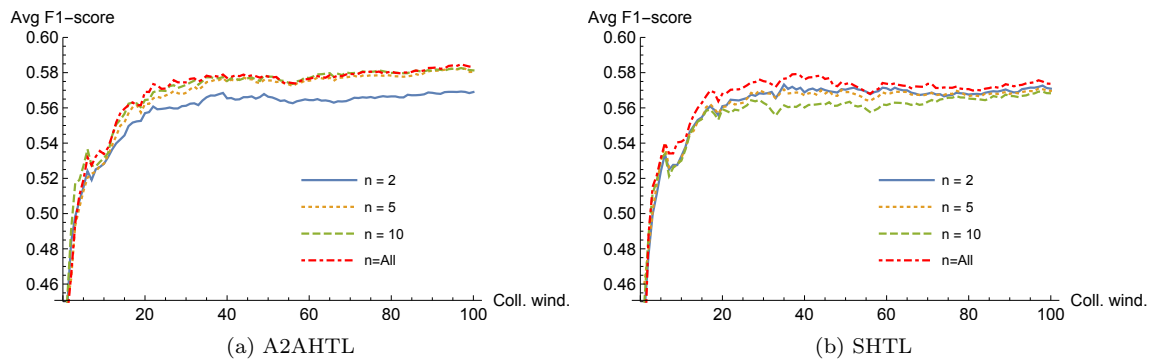 Avg F1-score
0.60
0.58
0.56
0.54
0.52
0.50
0.48
0.46
n = 2
n = 5
n = 10
n=All
20 40 60 80 100
Coll. wind.
(a) A2AHTL
Avg F1-score
0.60
0.58
0.56
0.54
0.52
0.50
0.48
0.46
n = 2
n = 5
n = 10
n=All
20 40 60 80 100
Coll. wind.
(b) SHTL